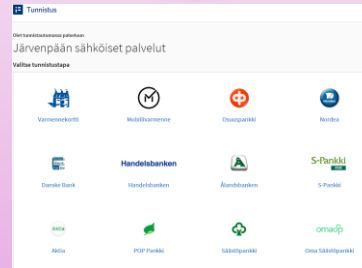 Tunnistus
Olet tunnistautumassa palveluun
Järvenpään sähköiset palvelut
Valitse tunnistustapa
Varmennekortti
Mobiilivarmenne
Osuuspankki
Nordea
Danske Bank
Handelsbanken
Handelsbanken
Ålandsbanken
S-Pankki
S-Pankki
Aktia
Aktia
POP Pankki
Säästöpankki
omasp
Oma Säästöpankki